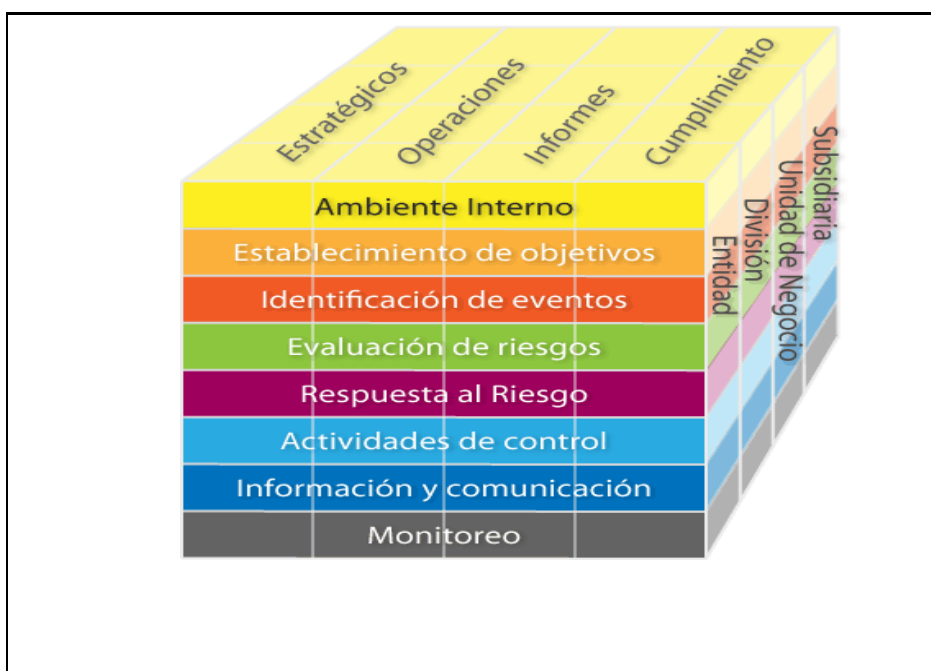 Estratégicos
Operaciones
Informes
Cumplimiento
Ambiente Interno
Establecimiento de objetivos
Identificación de eventos
Evaluación de riesgos
Respuesta al Riesgo
Actividades de control
Información y comunicación
Monitoreo
Entidad
División
Unidad de Negocio
Subsidiaria